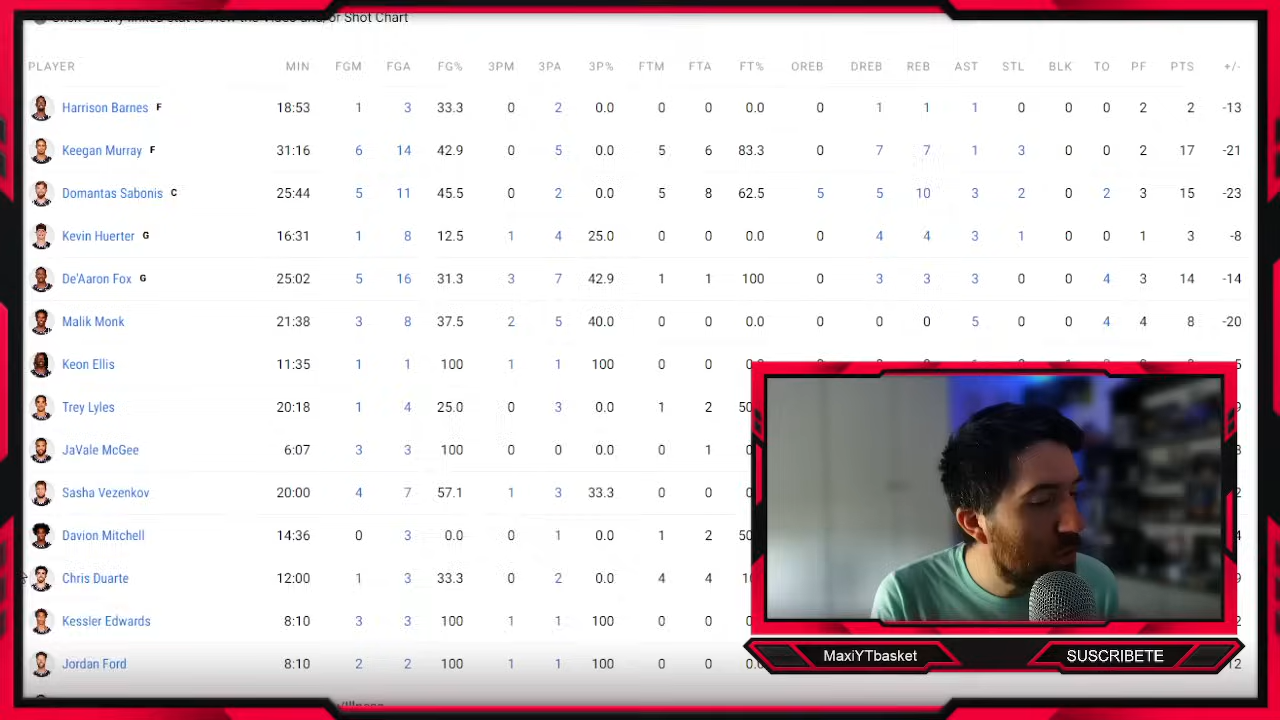 Click on any linked stat to view the video and/or Shot Chart
PLAYER MIN FGM FGA FG% 3PM 3PA 3P% FTM FTA FT% OREB DREB REB AST STL BLK TO PF PTS +/-
Harrison Barnes F 18:53 1 3 33.3 0 2 0.0 0 0 0.0 0 1 1 1 0 0 0 2 2 -13
Keegan Murray F 31:16 6 14 42.9 0 5 0.0 5 6 83.3 0 7 7 1 3 0 0 2 17 -21
Domantas Sabonis C 25:44 5 11 45.5 0 2 0.0 5 8 62.5 5 5 10 3 2 0 2 3 15 -23
Kevin Huerter G 16:31 1 8 12.5 1 4 25.0 0 0 0.0 0 4 4 3 1 0 0 1 3 -8
De'Aaron Fox G 25:02 5 16 31.3 3 7 42.9 1 1 100 0 3 3 3 0 0 4 3 14 -14
Malik Monk 21:38 3 8 37.5 2 5 40.0 0 0 0.0 0 0 0 5 0 0 4 4 8 -20
Keon Ellis 11:35 1 1 100 1 1 100 0 0
Trey Lyles 20:18 1 4 25.0 0 3 0.0 1 2
JaVale McGee 6:07 3 3 100 0 0 0.0 0 1
Sasha Vezenkov 20:00 4 7 57.1 1 3 33.3 0 0
Davion Mitchell 14:36 0 3 0.0 0 1 0.0 1 2
Chris Duarte 12:00 1 3 33.3 0 2 0.0 4 4
Kessler Edwards 8:10 3 3 100 1 1 100 0 0
Jordan Ford 8:10 2 2 100 1 1 100 0 0
MaxiYTbasket
SUSCRIBETE